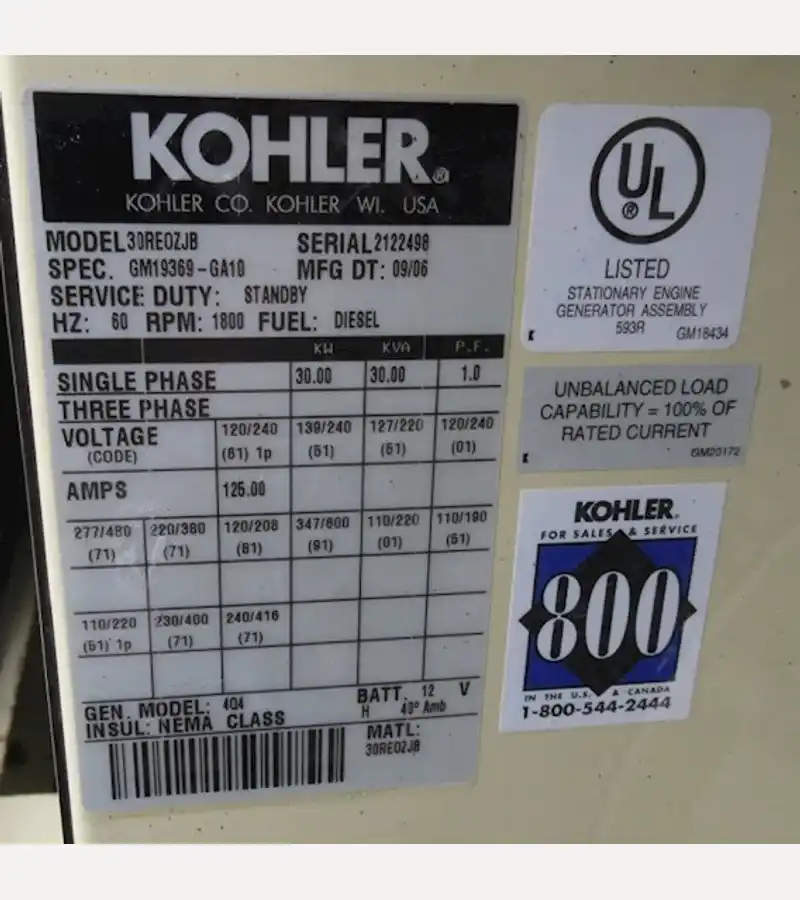 KOHLER®
KOHLER CO. KOHLER WI. USA
MODEL 30REOZJB SERIAL 2122498
SPEC. GM19369-GA10 MFG DT: 09/06
SERVICE DUTY: STANDBY
HZ: 60 RPM: 1800 FUEL: DIESEL
KW KVA P.F.
SINGLE PHASE 30.00 30.00 1.0
THREE PHASE
VOLTAGE 120/240 139/240 127/220 120/240
(CODE) (61) 1p (51) (61) (01)
AMPS 125.00
277/480 220/380 120/208 347/600 110/220 110/190
(71) (71) (81) (91) (01) (61)
110/220 230/400 240/416
(51) 1p (71) (71)
GEN. MODEL: 4Q4 BATT. 12 V
INSUL: NEMA CLASS H 40° Amb
MATL:
30REOZJB
UL®
LISTED
STATIONARY ENGINE
GENERATOR ASSEMBLY
593R GM18434
UNBALANCED LOAD
CAPABILITY = 100% OF
RATED CURRENT
GM20172
KOHLER®
FOR SALES & SERVICE
800
IN THE U.S. & CANADA
1-800-544-2444